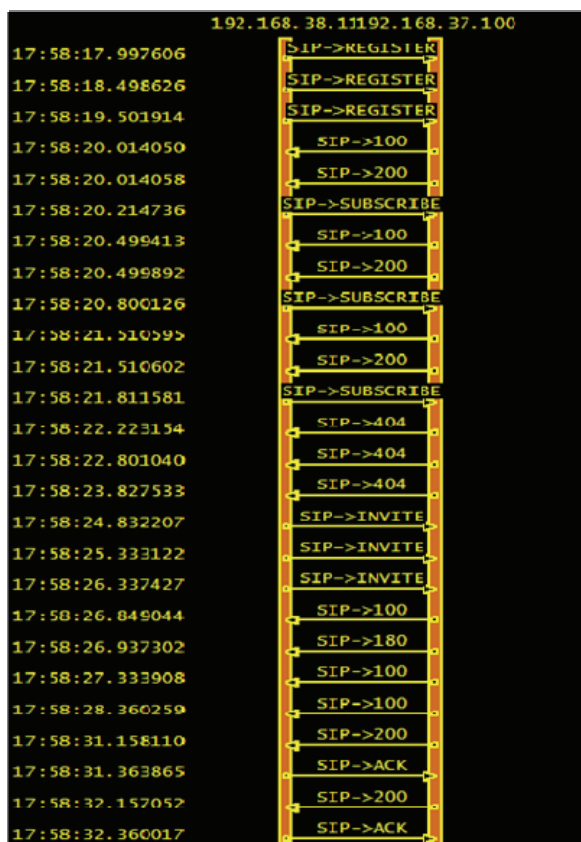 192.168.38.11192.168.37.100
17:58:17.997606 SIP->REGISTER
17:58:18.498626 SIP->REGISTER
17:58:19.501914 SIP->REGISTER
17:58:20.014050 SIP->100
17:58:20.014058 SIP->200
17:58:20.214736 SIP->SUBSCRIBE
17:58:20.499413 SIP->100
17:58:20.499892 SIP->200
17:58:20.800126 SIP->SUBSCRIBE
17:58:21.510595 SIP->100
17:58:21.510602 SIP->200
17:58:21.811581 SIP->SUBSCRIBE
17:58:22.223154 SIP->404
17:58:22.801040 SIP->404
17:58:23.827533 SIP->404
17:58:24.832207 SIP->INVITE
17:58:25.333122 SIP->INVITE
17:58:26.337427 SIP->INVITE
17:58:26.849044 SIP->100
17:58:26.937302 SIP->180
17:58:27.333908 SIP->100
17:58:28.360259 SIP->100
17:58:31.158110 SIP->200
17:58:31.363865 SIP->ACK
17:58:32.157052 SIP->200
17:58:32.360017 SIP->ACK